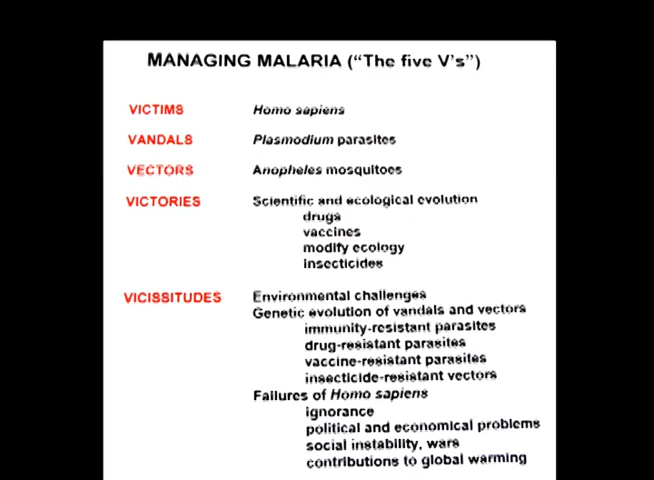 MANAGING MALARIA ("The five V's")
VICTIMS Homo sapiens
VANDALS Plasmodium parasites
VECTORS Anopheles mosquitoes
VICTORIES Scientific and ecological evolution
drugs
vaccines
modify ecology
insecticides
VICISSITUDES Environmental challenges
Genetic evolution of vandals and vectors
immunity-resistant parasites
drug-resistant parasites
vaccine-resistant parasites
insecticide-resistant vectors
Failures of Homo sapiens
ignorance
political and economical problems
social instability, wars
contributions to global warming